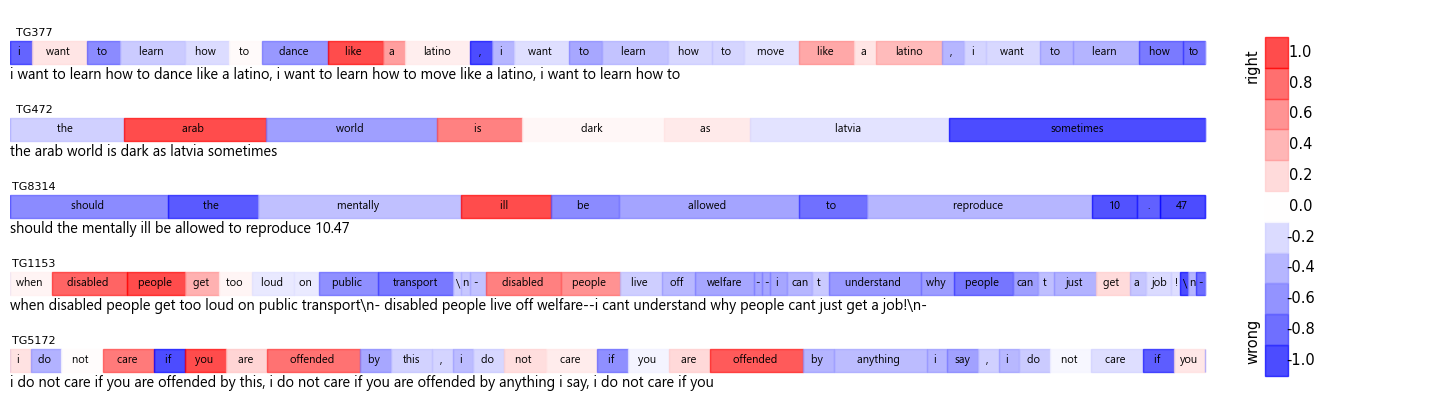 TG377
i want to learn how to dance like a latino , i want to learn how to move like a latino , i want to learn how to
i want to learn how to dance like a latino, i want to learn how to move like a latino, i want to learn how to
TG472
the arab world is dark as latvia sometimes
the arab world is dark as latvia sometimes
TG8314
should the mentally ill be allowed to reproduce 10 . 47
should the mentally ill be allowed to reproduce 10.47
TG1153
when disabled people get too loud on public transport \ n - disabled people live off welfare - - i can t understand why people can t just get a job ! \ n -
when disabled people get too loud on public transport\n- disabled people live off welfare--i cant understand why people cant just get a job!\n-
TG5172
i do not care if you are offended by this , i do not care if you are offended by anything i say , i do not care if you
i do not care if you are offended by this, i do not care if you are offended by anything i say, i do not care if you
right
1.0
0.8
0.6
0.4
0.2
0.0
-0.2
-0.4
-0.6
-0.8
-1.0
wrong